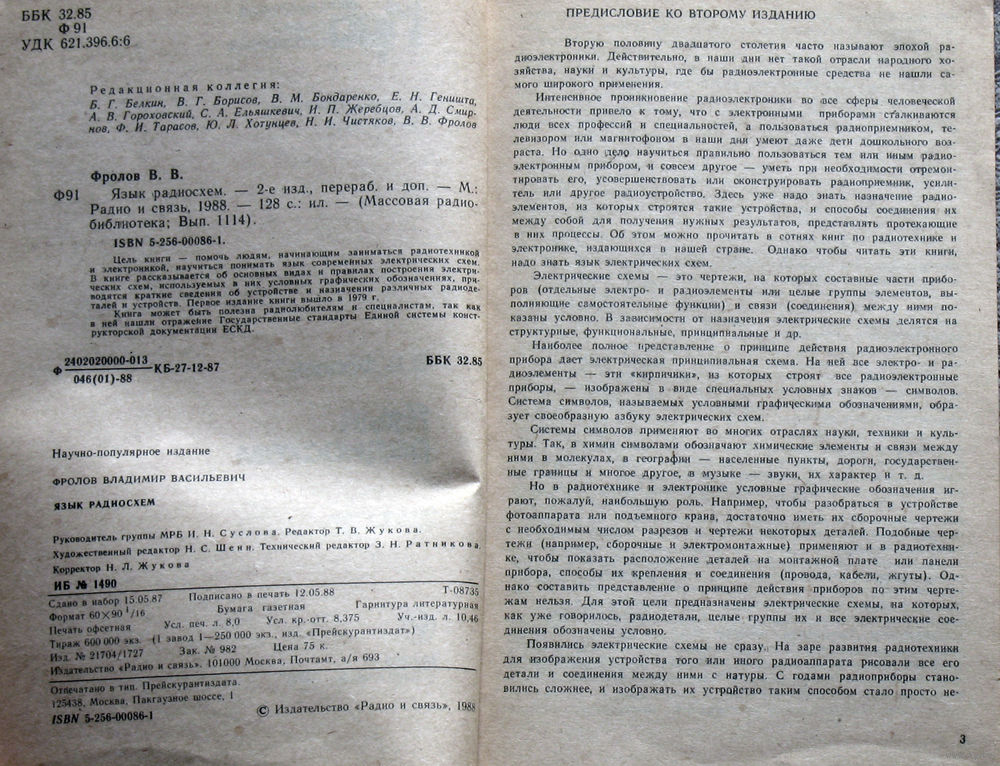 ББК 32.85
Ф 91
УДК 621.396.6:6
Редакционная коллегия:
Б. Г. Белкин, В. Г. Борисов, В. М. Бондаренко, Е. Н. Геништа,
А. В. Гороховский, С. А. Ельяшкевич, И. П. Жеребцов, А. Д. Смир-
нов, Ф. И. Тарасов, Ю. Л. Хотунцев, Н. И. Чистяков, В. В. Фролов
Фролов В. В.
Ф91 Язык радиосхем. — 2-е изд., перераб. и доп. — М.:
Радио и связь, 1988. — 128 с.: ил. — (Массовая радио-
библиотека; Вып. 1114).
ISBN 5-256-00086-1.
Цель книги — помочь людям, начинающим заниматься радиотехникой
и электроникой, научиться понимать язык современных электрических схем.
В книге рассказывается об основных видах и правилах построения электри-
ческих схем, используемых в них условных графических обозначениях, при-
водятся краткие сведения об устройстве и назначении различных радиоде-
талей и устройств. Первое издание книги вышло в 1979 г.
Книга может быть полезна радиолюбителям и специалистам, так как
в ней нашли отражение Государственные стандарты Единой системы конст-
рукторской документации ЕСКД.
Ф 2402020000-013 КБ-27-12-87 ББК 32.85
046(01)-88
Научно-популярное издание
ФРОЛОВ ВЛАДИМИР ВАСИЛЬЕВИЧ
ЯЗЫК РАДИОСХЕМ
Руководитель группы МРБ И. Н. Суслова. Редактор Т. В. Жукова.
Художественный редактор Н. С. Шеин. Технический редактор З. Н. Ратникова.
Корректор Н. Л. Жукова
ИБ № 1490
Сдано в набор 15.05.87 Подписано в печать 12.05.88 Т-08735
Формат 60×90 1/16 Бумага газетная Гарнитура литературная
Печать офсетная Усл. печ. л. 8,0 Усл. кр.-отт. 8,375 Уч.-изд. л. 10,46
Тираж 600 000 экз. (1 завод 1—250 000 экз., изд. «Прейскурантиздат»)
Изд. № 21704/1727 Зак. № 982 Цена 75 к.
Издательство «Радио и связь». 101000 Москва, Почтамт, а/я 693
Отпечатано в тип. Прейскурантиздата.
125438, Москва, Пакгаузное шоссе, 1
ISBN 5-256-00086-1
© Издательство «Радио и связь», 1988
ПРЕДИСЛОВИЕ КО ВТОРОМУ ИЗДАНИЮ
Вторую половину двадцатого столетия часто называют эпохой ра-
диоэлектроники. Действительно, в наши дни нет такой отрасли народного хо-
зяйства, науки и культуры, где бы радиоэлектронные средства не нашли са-
мого широкого применения.
Интенсивное проникновение радиоэлектроники во все сферы человеческой
деятельности привело к тому, что с электронными приборами сталкиваются
люди всех профессий и специальностей, а пользоваться радиоприемником, те-
левизором или магнитофоном в наши дни умеют даже дети дошкольного воз-
раста. Но одно дело научиться правильно пользоваться тем или иным радио-
электронным прибором, и совсем другое — уметь при необходимости отремон-
тировать его, усовершенствовать или сконструировать радиоприемник, усили-
тель или другое радиоустройство. Здесь уже надо знать назначение радио-
элементов, из которых строятся такие устройства, и способы соединения их
между собой для получения нужных результатов, представлять протекающие
в них процессы. Об этом можно прочитать в сотнях книг по радиотехнике и
электронике, издающихся в нашей стране. Однако чтобы читать эти книги,
надо знать язык электрических схем.
Электрические схемы — это чертежи, на которых составные части прибо-
ров (отдельные электро- и радиоэлементы или целые группы элементов, вы-
полняющие самостоятельные функции) и связи (соединения) между ними по-
казаны условно. В зависимости от назначения электрические схемы делятся на
структурные, функциональные, принципиальные и др.
Наиболее полное представление о принципе действия радиоэлектронного
прибора дает электрическая принципиальная схема. На ней все электро- и ра-
диоэлементы — эти «кирпичики», из которых строят все радиоэлектронные
приборы, — изображены в виде специальных условных знаков — символов.
Система символов, называемых условными графическими обозначениями, обра-
зует своеобразную азбуку электрических схем.
Системы символов применяют во многих отраслях науки, техники и куль-
туры. Так, в химии символами обозначают химические элементы и связи между
ними в молекулах, в географии — населенные пункты, дороги, государствен-
ные границы и многое другое, в музыке — звуки, их характер и т. д.
Но в радиотехнике и электронике условные графические обозначения иг-
рают, пожалуй, наибольшую роль. Например, чтобы разобраться в устройстве
фотоаппарата или подъемного крана, достаточно иметь их сборочные чертежи
с необходимым числом разрезов и чертежи некоторых деталей. Подобные чер-
тежи (например, сборочные и электромонтажные) применяют и в радиотехни-
ке, чтобы показать расположение деталей на монтажной плате или панели
прибора, способы их крепления и соединения (провода, кабели, жгуты). Од-
нако составить представление о принципе действия приборов по этим черте-
жам нельзя. Для этой цели предназначены электрические схемы, на которых,
как уже говорилось, радиодетали, целые группы их и все электрические сое-
динения обозначены условно.
Появились электрические схемы не сразу. На заре развития радиотехники
для изображения устройства того или иного радиоаппарата рисовали все его
детали и соединения между ними с натуры. С годами радиоприборы стано-
вились сложнее, и изображать их устройство таким способом стало просто не-
3